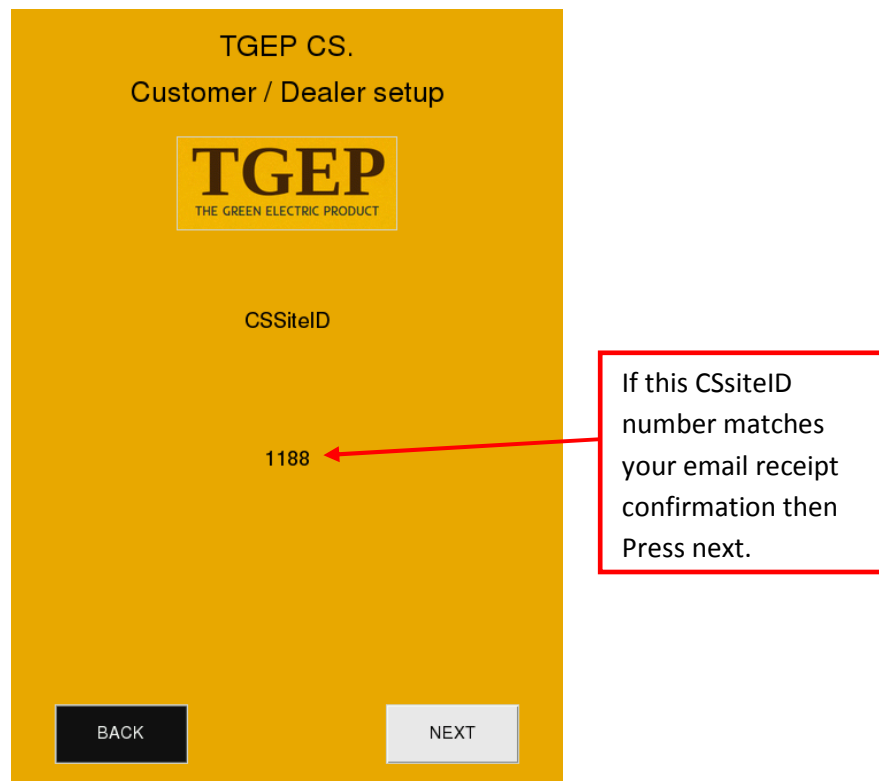 TGEP CS.
Customer / Dealer setup
TGEP
THE GREEN ELECTRIC PRODUCT
CSSiteID
1188
If this CSsiteID
number matches
your email receipt
confirmation then
Press next.
BACK
NEXT